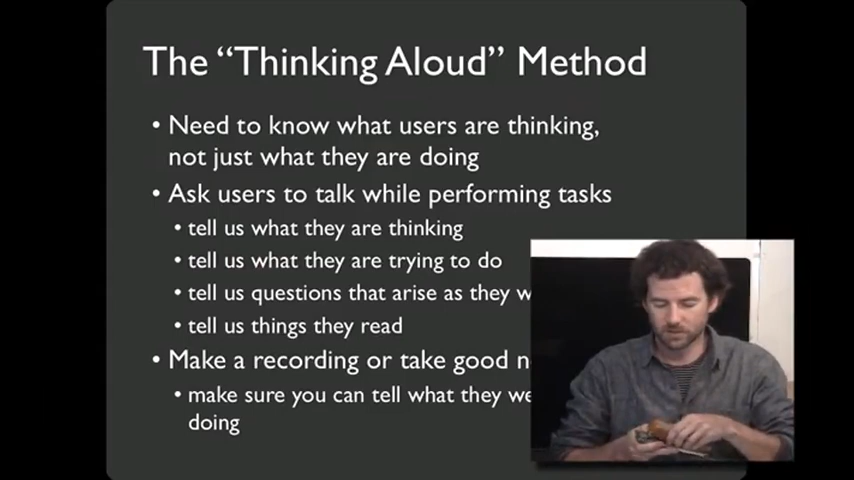 The “Thinking Aloud” Method
• Need to know what users are thinking,
not just what they are doing
• Ask users to talk while performing tasks
• tell us what they are thinking
• tell us what they are trying to do
• tell us questions that arise as they
• tell us things they read
• Make a recording or take good
• make sure you can tell what they
doing